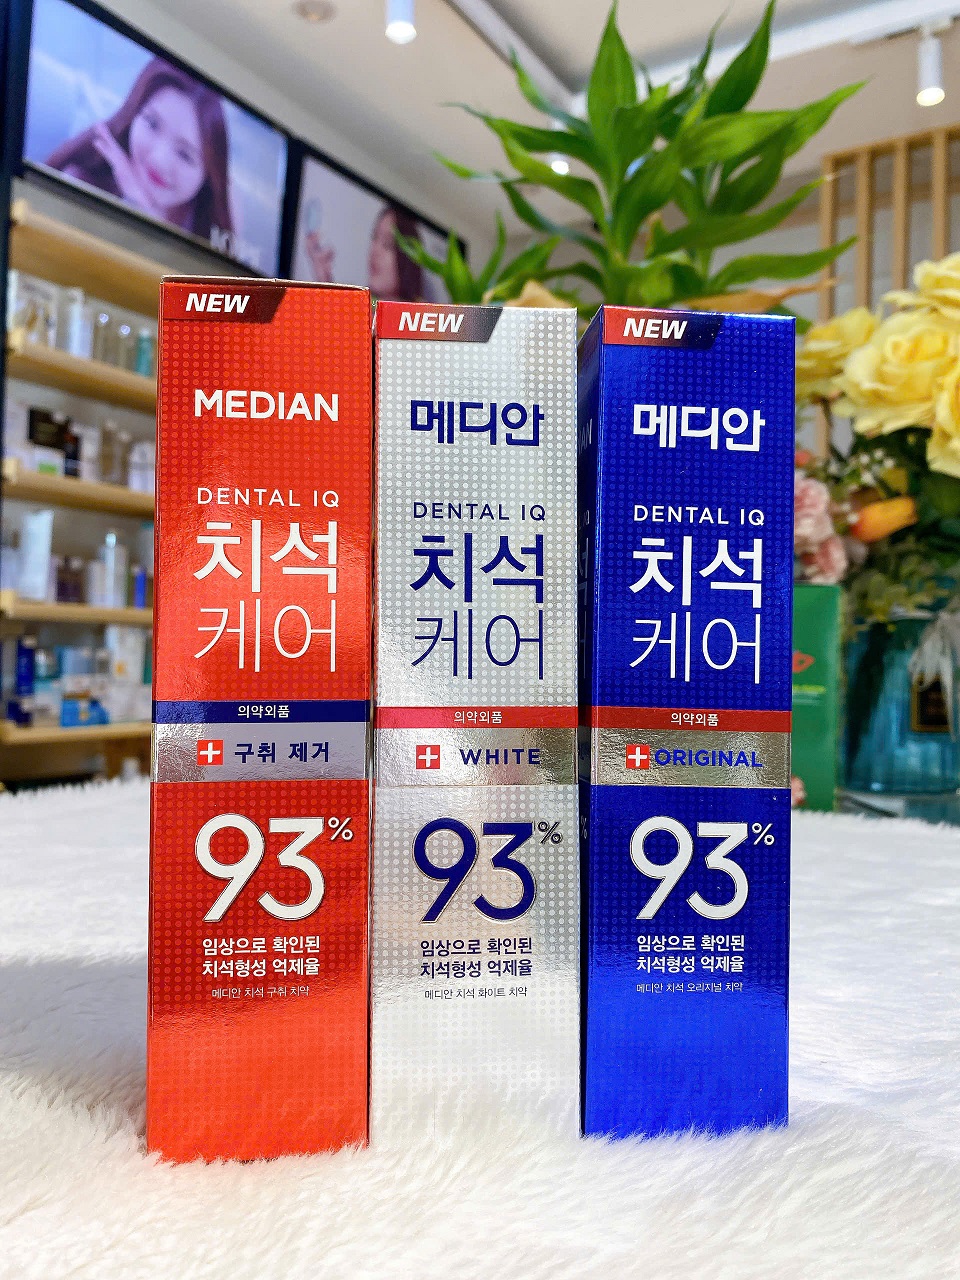 NEW
MEDIAN
DENTAL IQ
치석
케어
의약외품
구취 제거
93%
임상으로 확인된
치석형성 억제율
메디안 치석 구취 치약
NEW
메디안
DENTAL IQ
치석
케어
의약외품
WHITE
93%
임상으로 확인된
치석형성 억제율
메디안 치석 화이트 치약
NEW
메디안
DENTAL IQ
치석
케어
의약외품
ORIGINAL
93%
임상으로 확인된
치석형성 억제율
메디안 치석 오리지널 치약